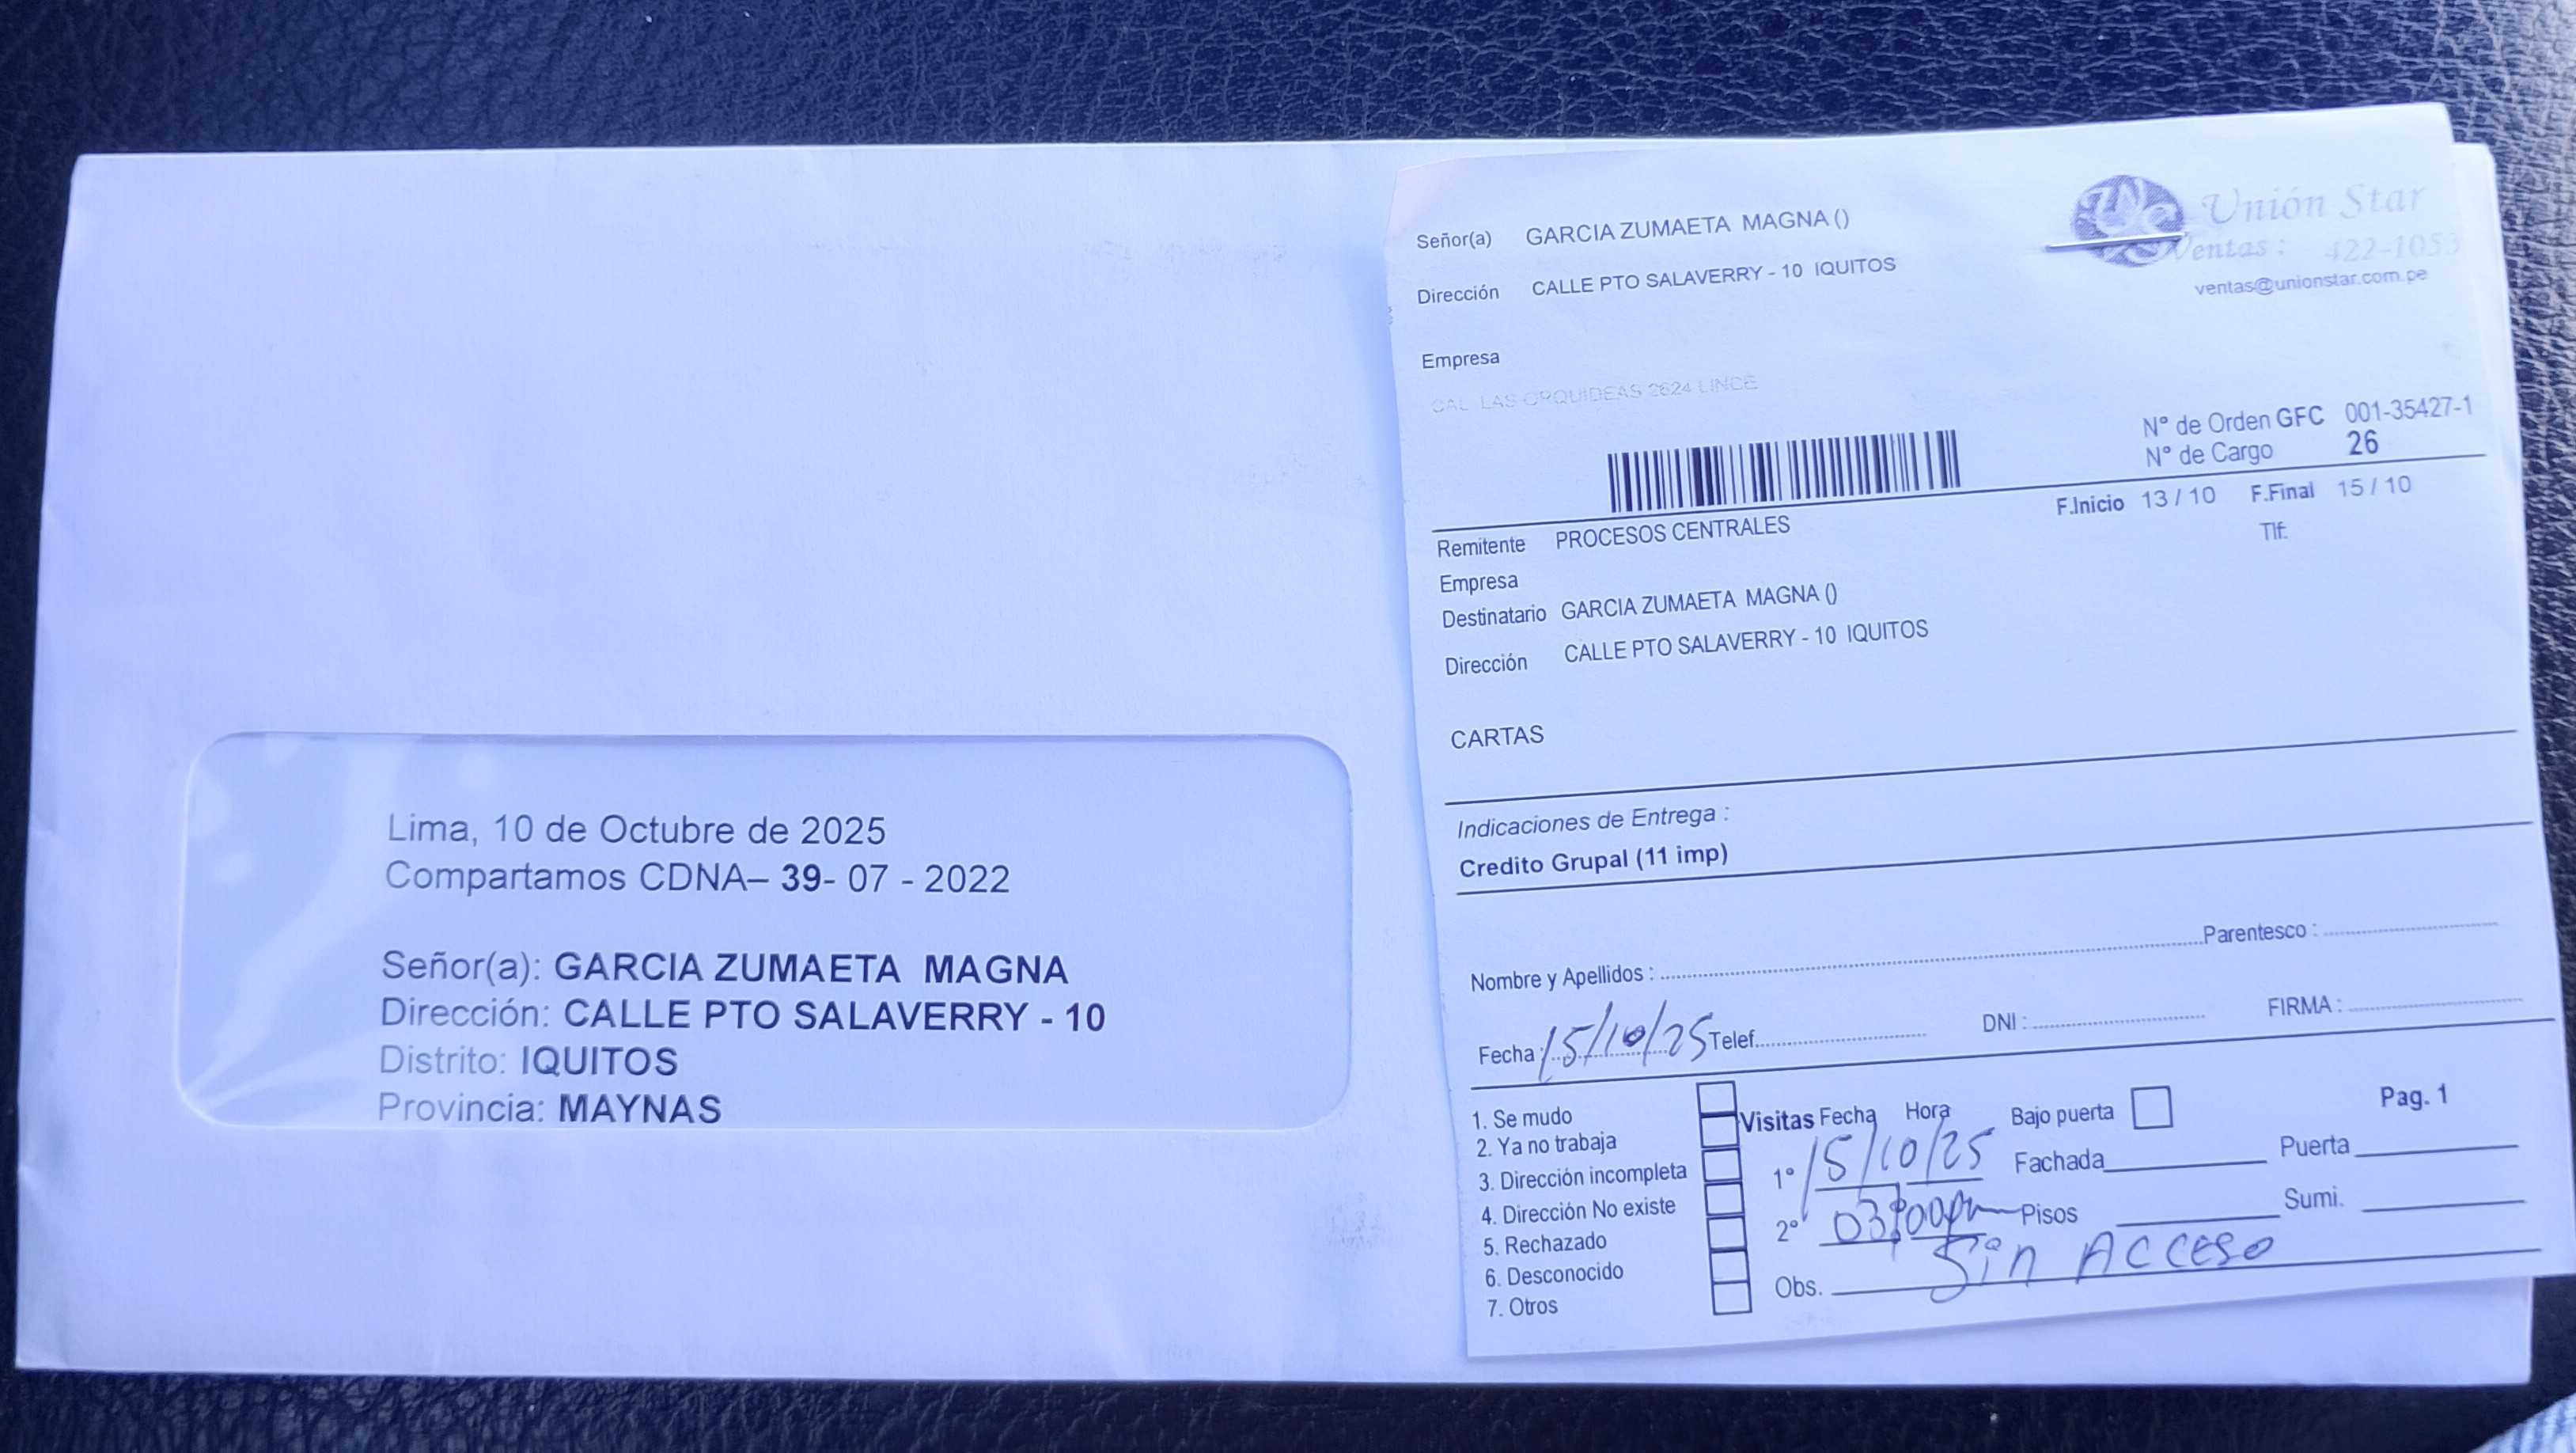 Lima, 10 de Octubre de 2025
Compartamos CDNA– 39- 07 - 2022
Señor(a): GARCIA ZUMAETA MAGNA
Dirección: CALLE PTO SALAVERRY - 10
Distrito: IQUITOS
Provincia: MAYNAS
Unión Star
Ventas : 422-1053
ventas@unionstar.com.pe
Señor(a) GARCIA ZUMAETA MAGNA ()
Dirección CALLE PTO SALAVERRY - 10 IQUITOS
Empresa
CAL LAS ORQUIDEAS 2624 LINCE
N° de Orden GFC 001-35427-1
N° de Cargo 26
F.Inicio 13 / 10 F.Final 15 / 10
Tlf:
Remitente PROCESOS CENTRALES
Empresa
Destinatario GARCIA ZUMAETA MAGNA ()
Dirección CALLE PTO SALAVERRY - 10 IQUITOS
CARTAS
Indicaciones de Entrega :
Credito Grupal (11 imp)
Nombre y Apellidos : Parentesco :
Fecha : 15/10/25 Telef. DNI : FIRMA :
1. Se mudo
2. Ya no trabaja
3. Dirección incompleta
4. Dirección No existe
5. Rechazado
6. Desconocido
7. Otros
Visitas Fecha Hora Bajo puerta Pag. 1
1° 15/10/25 Fachada Puerta
2° 03:00pm Pisos Sumi.
Obs. Sin ACCESO